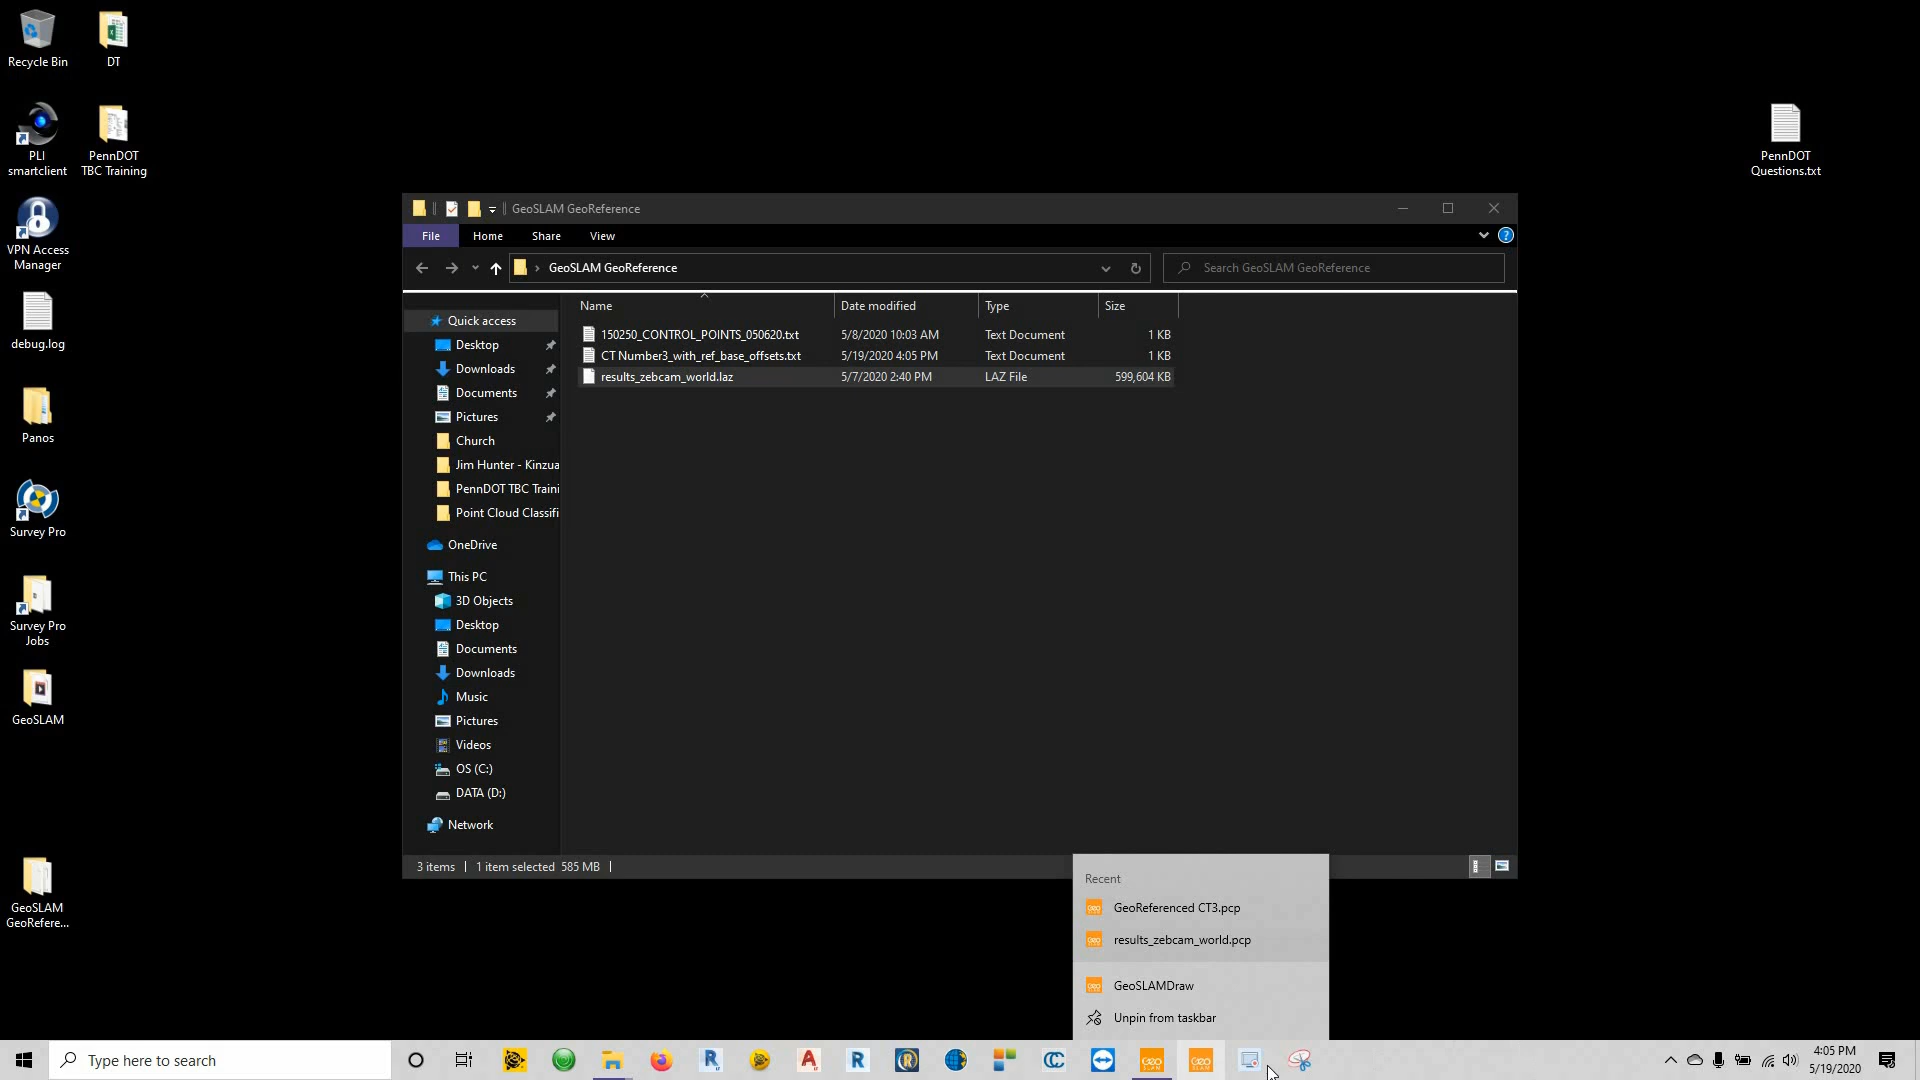 Recycle Bin
DT
PLI
smartclient
PennDOT
TBC Training
VPN Access
Manager
debug.log
Panos
Survey Pro
Survey Pro
Jobs
GeoSLAM
GeoSLAM
GeoRefere...
PennDOT
Questions.txt
GeoSLAM GeoReference
File Home Share View
GeoSLAM GeoReference
Search GeoSLAM GeoReference
Name Date modified Type Size
150250_CONTROL_POINTS_050620.txt 5/8/2020 10:03 AM Text Document 1 KB
CT Number3_with_ref_base_offsets.txt 5/19/2020 4:05 PM Text Document 1 KB
results_zebcam_world.laz 5/7/2020 2:40 PM LAZ File 599,604 KB
Quick access
Desktop
Downloads
Documents
Pictures
Church
Jim Hunter - Kinzua
PennDOT TBC Traini
Point Cloud Classifi
OneDrive
This PC
3D Objects
Desktop
Documents
Downloads
Music
Pictures
Videos
OS (C:)
DATA (D:)
Network
3 items 1 item selected 585 MB
Recent
GeoReferenced CT3.pcp
results_zebcam_world.pcp
GeoSLAMDraw
Unpin from taskbar
Type here to search
4:05 PM
5/19/2020